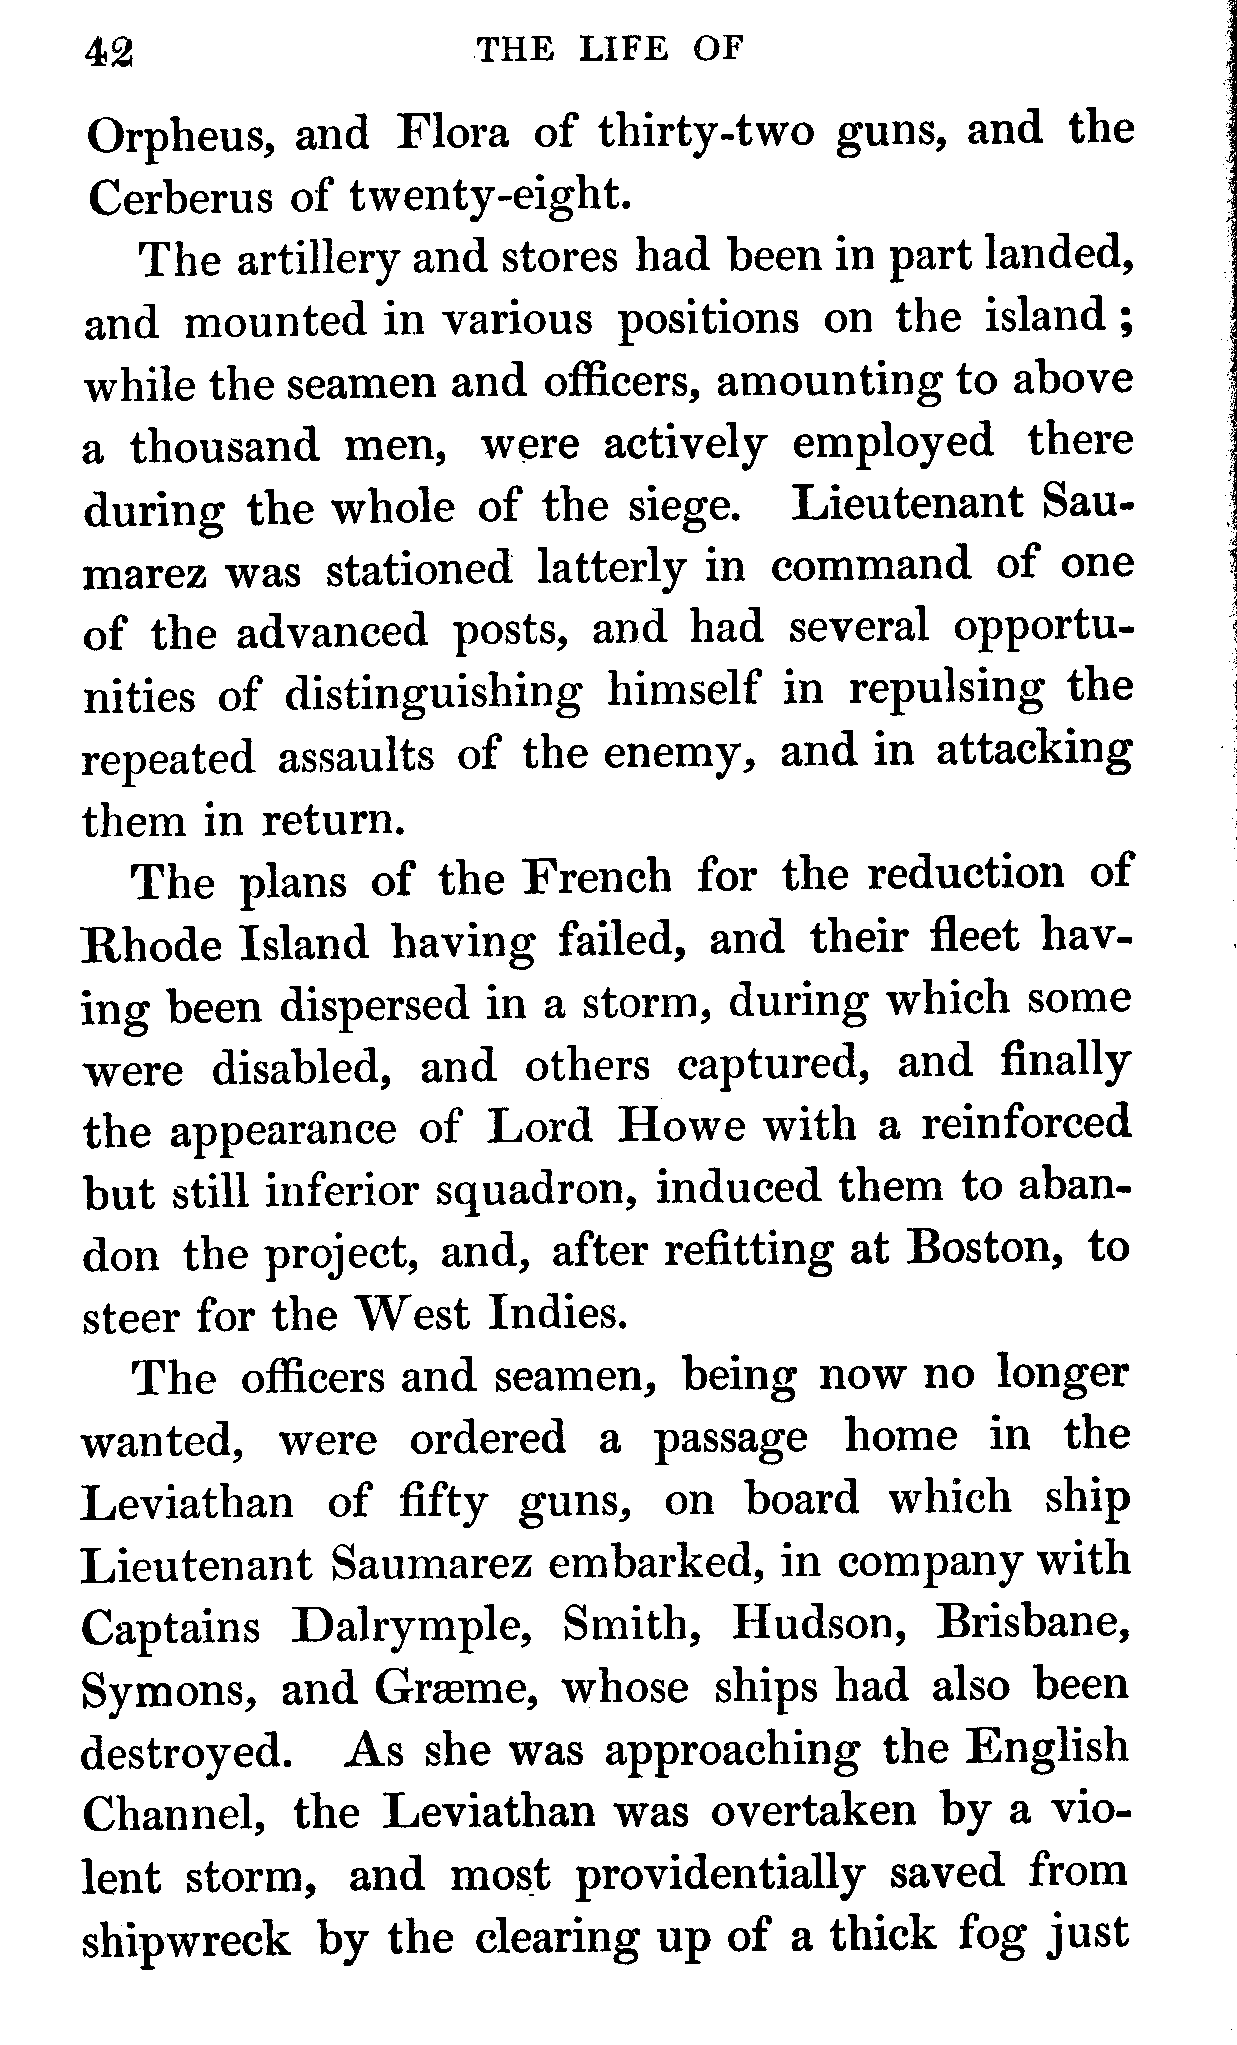 42 THE LIFE OF
Orpheus, and Flora of thirty-two guns, and the
Cerberus of twenty-eight.
The artillery and stores had been in part landed,
and mounted in various positions on the island ;
while the seamen and officers, amounting to above
a thousand men, were actively employed there
during the whole of the siege. Lieutenant Sau-
marez was stationed latterly in command of one
of the advanced posts, and had several opportu-
nities of distinguishing himself in repulsing the
repeated assaults of the enemy, and in attacking
them in return.
The plans of the French for the reduction of
Rhode Island having failed, and their fleet hav-
ing been dispersed in a storm, during which some
were disabled, and others captured, and finally
the appearance of Lord Howe with a reinforced
but still inferior squadron, induced them to aban-
don the project, and, after refitting at Boston, to
steer for the West Indies.
The officers and seamen, being now no longer
wanted, were ordered a passage home in the
Leviathan of fifty guns, on board which ship
Lieutenant Saumarez embarked, in company with
Captains Dalrymple, Smith, Hudson, Brisbane,
Symons, and Græme, whose ships had also been
destroyed. As she was approaching the English
Channel, the Leviathan was overtaken by a vio-
lent storm, and most providentially saved from
shipwreck by the clearing up of a thick fog just